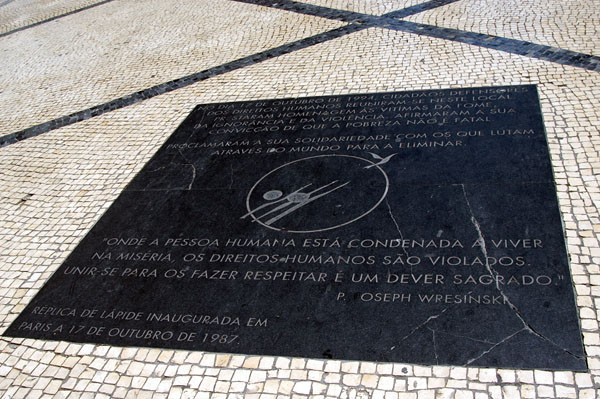 DE OUTUBRO DE 1994, CIDADÃOS DEFENSORES
DOS DIREITOS HUMANOS REUNIRAM-SE NESTE LOCAL.
PRESTARAM HOMENAGEM ÀS VÍTIMAS DA FOME,
DA IGNORÂNCIA E DA VIOLÊNCIA. AFIRMARAM A SUA
CONVICÇÃO DE QUE A POBREZA NÃO É FATAL.
PROCLAMARAM A SUA SOLIDARIEDADE COM OS QUE LUTAM
ATRAVÉS DO MUNDO PARA A ELIMINAR.
"ONDE A PESSOA HUMANA ESTÁ CONDENADA A VIVER
NA MISÉRIA, OS DIREITOS HUMANOS SÃO VIOLADOS.
UNIR-SE PARA OS FAZER RESPEITAR É UM DEVER SAGRADO."
P. JOSEPH WRESINSKI
RÉPLICA DE LÁPIDE INAUGURADA EM
PARIS A 17 DE OUTUBRO DE 1987.